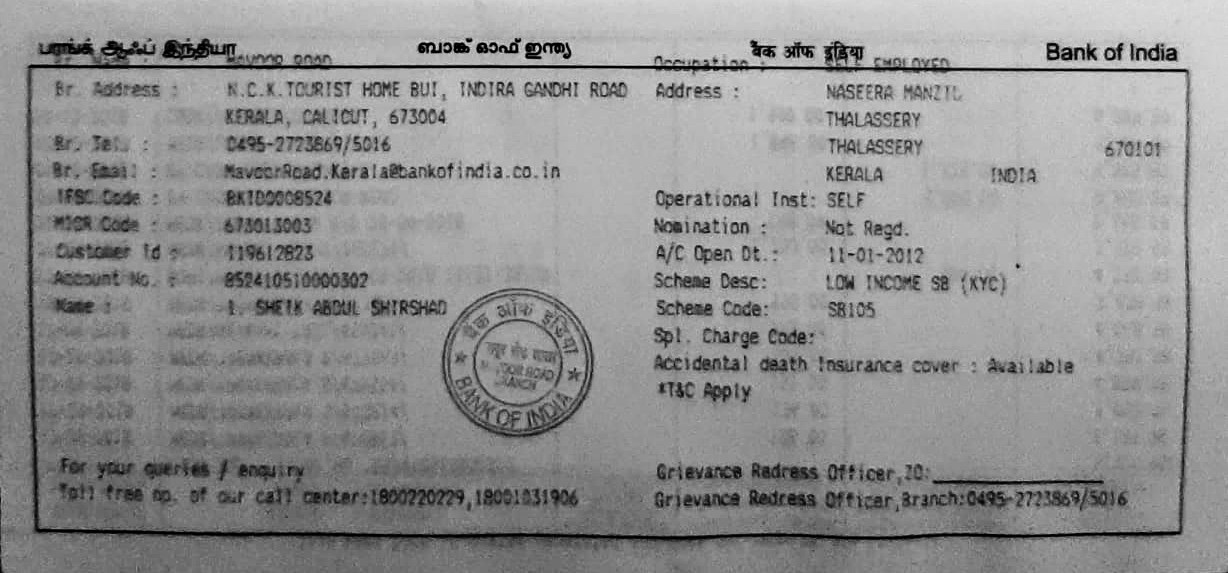 பாங்க் ஆஃப் இந்தியா ബാങ്ക് ഓഫ് ഇന്ത്യ बैंक ऑफ इंडिया Bank of India
MAVOOR ROAD Occupation : SELF EMPLOYED
Br. Address : N.C.K.TOURIST HOME BUI, INDIRA GANDHI ROAD Address : NASEERA MANZIL
KERALA, CALICUT, 673004 THALASSERY
Br. Tel. : 0495-2723869/5016 THALASSERY 670101
Br. Email : MavoorRoad.Kerala@bankofindia.co.in KERALA INDIA
IFSC Code : BKID0008524 Operational Inst: SELF
MICR Code : 673013003 Nomination : Not Regd.
Customer Id : 119612823 A/C Open Dt.: 11-01-2012
Account No. : 852410510000302 Scheme Desc: LOW INCOME SB (KYC)
Name : 1. SHEIK ABDUL SHIRSHAD Scheme Code: SB105
Spl. Charge Code:
Accidental death Insurance cover : Available
*T&C Apply
बैंक ऑफ इंडिया
ROAD
BRANCH
BANK OF INDIA
For your queries / enquiry Grievance Redress Officer,ZO:
Toll free no. of our call center:1800220229,18001031906 Grievance Redress Officer,Branch:0495-2723869/5016